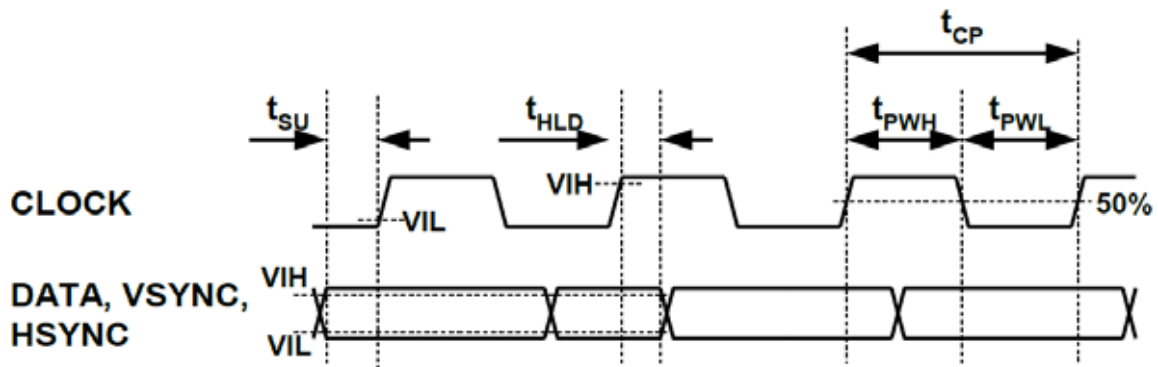 tCP
tSU
tHLD
tPWH
tPWL
CLOCK
VIL
VIH
50%
DATA, VSYNC,
HSYNC
VIH
VIL